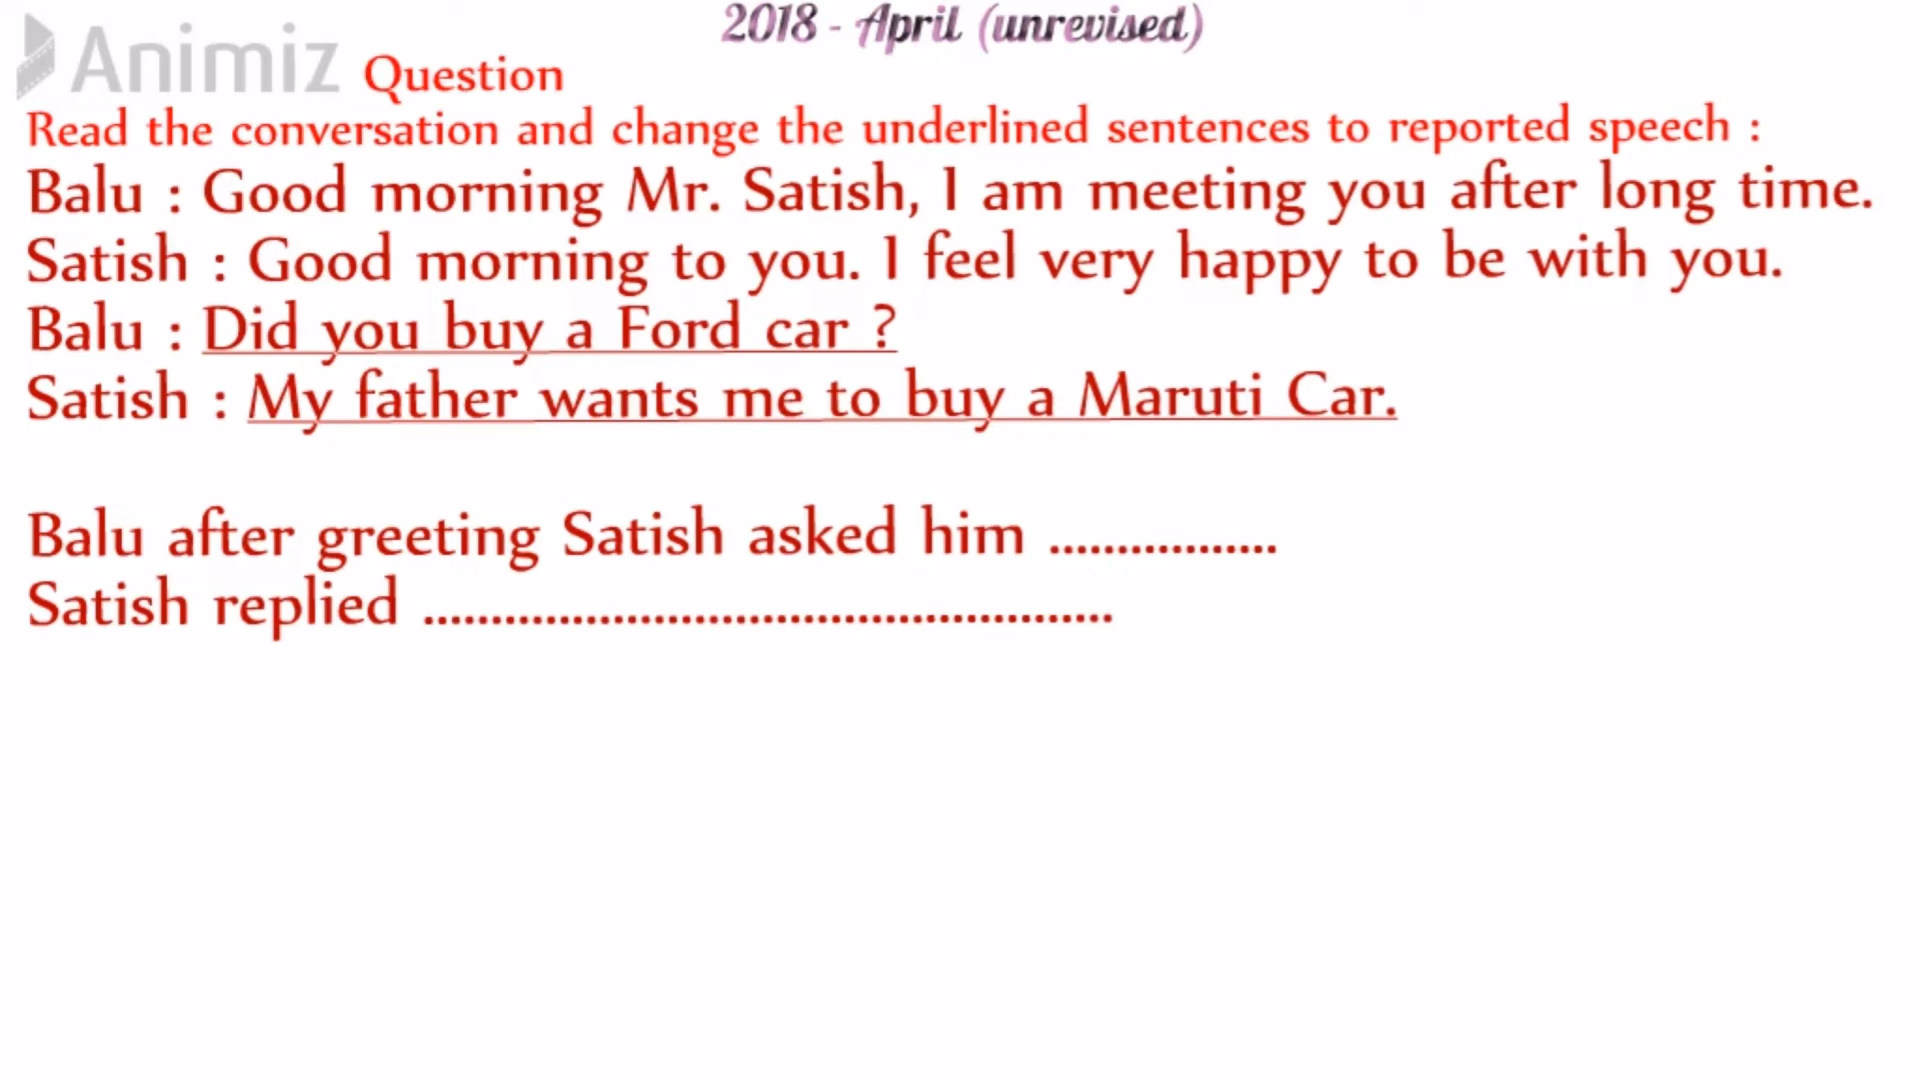 2018 - April (unrevised)
Animiz
Question
Read the conversation and change the underlined sentences to reported speech :
Balu : Good morning Mr. Satish, I am meeting you after long time.
Satish : Good morning to you. I feel very happy to be with you.
Balu : Did you buy a Ford car ?
Satish : My father wants me to buy a Maruti Car.
Balu after greeting Satish asked him .................
Satish replied ...................................................